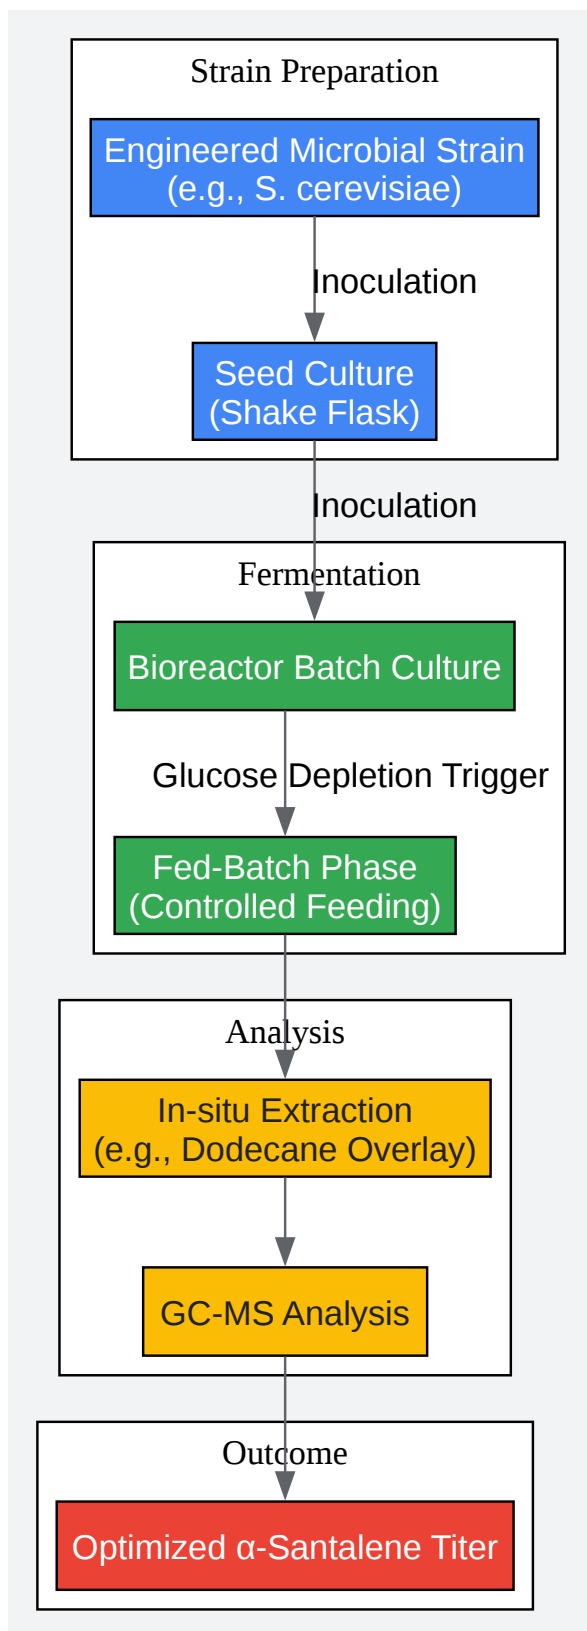 Strain Preparation
Engineered Microbial Strain
(e.g., S. cerevisiae)
Inoculation
Seed Culture
(Shake Flask)
Inoculation
Fermentation
Bioreactor Batch Culture
Glucose Depletion Trigger
Fed-Batch Phase
(Controlled Feeding)
Analysis
In-situ Extraction
(e.g., Dodecane Overlay)
GC-MS Analysis
Outcome
Optimized α-Santalene Titer